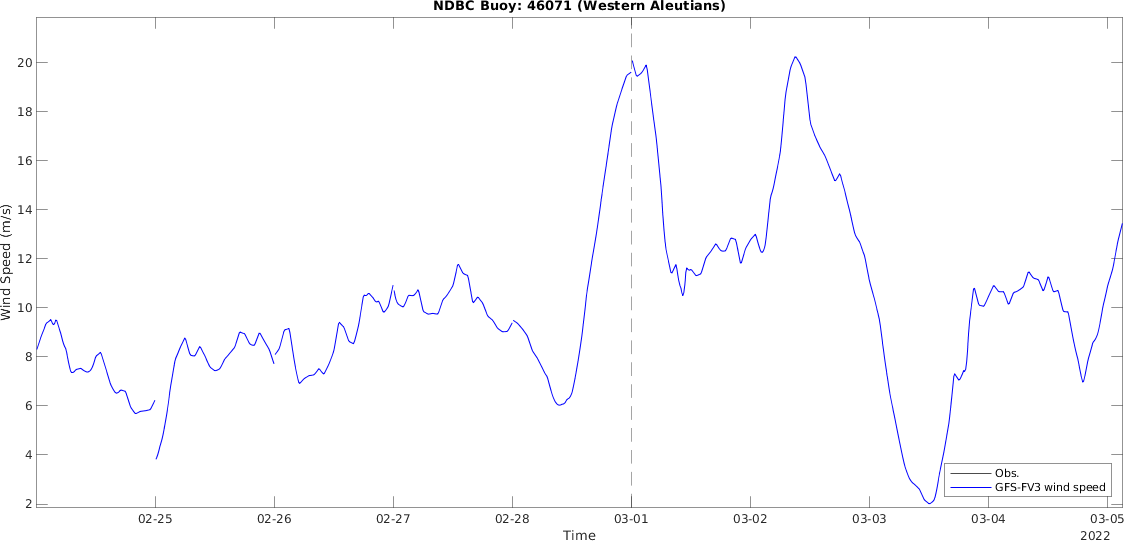 NDBC Buoy: 46071 (Western Aleutians)
20
18
16
14
12
10
8
6
4
2
Wind Speed (m/s)
Obs.
GFS-FV3 wind speed
02-25 02-26 02-27 02-28 03-01 03-02 03-03 03-04 03-05
Time
2022